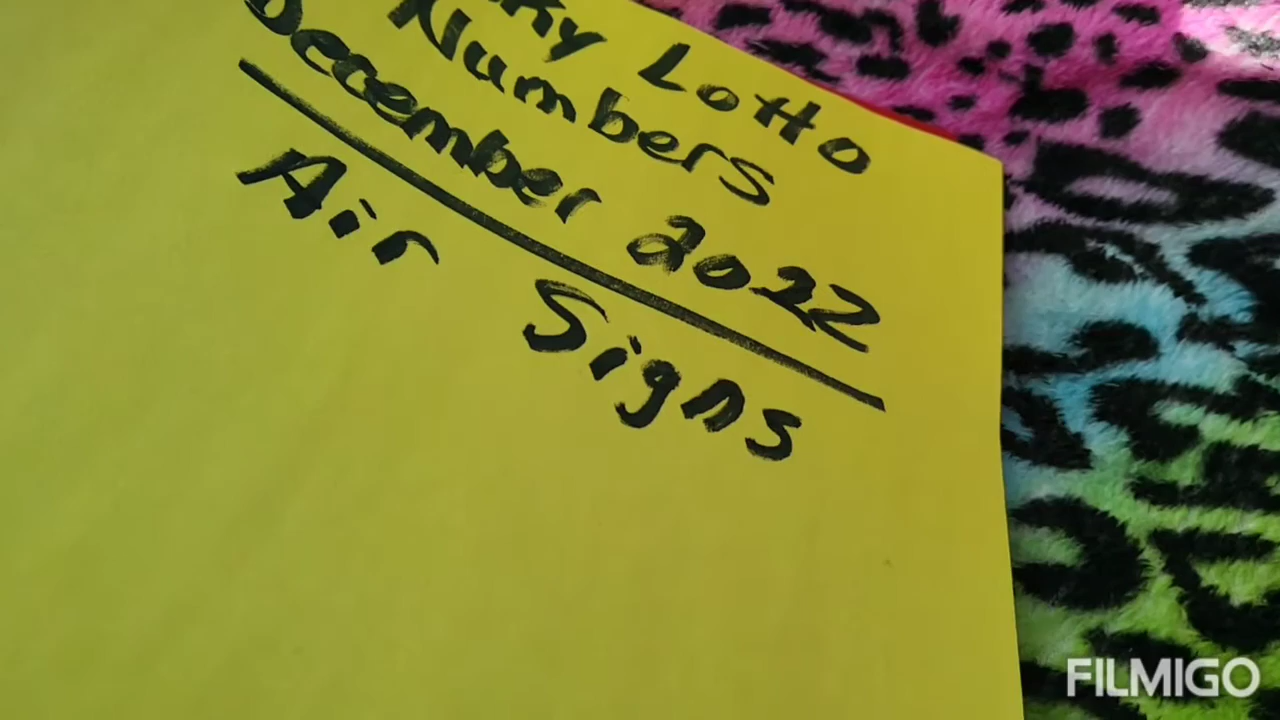 Lotto
Numbers
December 2022
Air Signs
FILMIGO